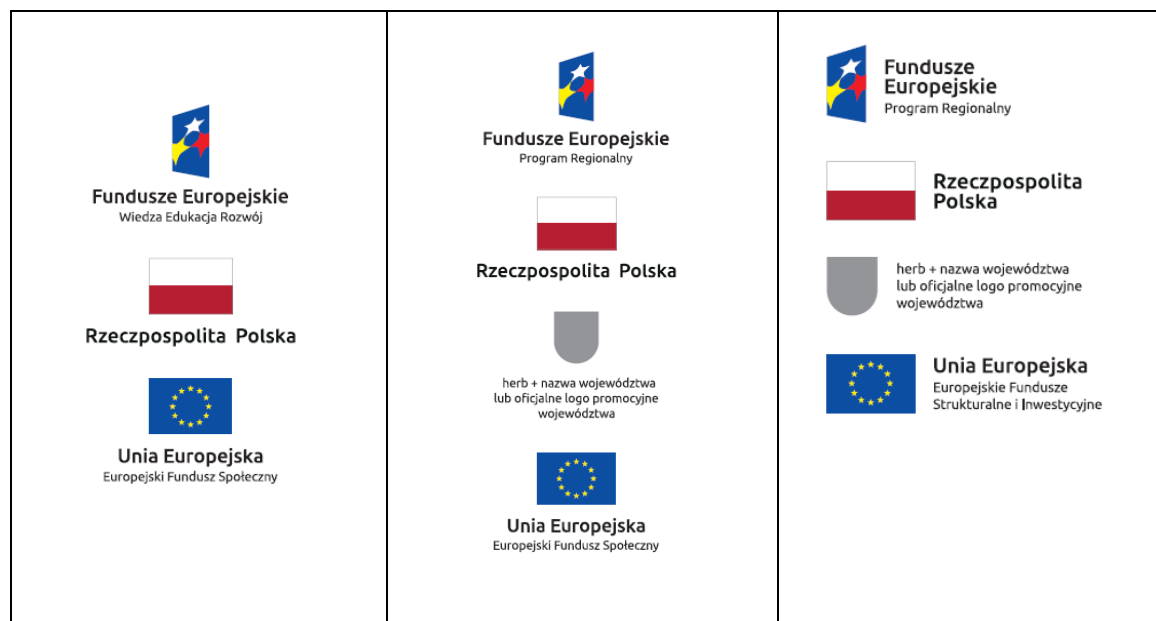 Fundusze Europejskie
Wiedza Edukacja Rozwój
Rzeczpospolita Polska
Unia Europejska
Europejski Fundusz Społeczny
Fundusze Europejskie
Program Regionalny
Rzeczpospolita Polska
herb + nazwa województwa
lub oficjalne logo promocyjne
województwa
Unia Europejska
Europejski Fundusz Społeczny
Fundusze
Europejskie
Program Regionalny
Rzeczpospolita
Polska
herb + nazwa województwa
lub oficjalne logo promocyjne
województwa
Unia Europejska
Europejskie Fundusze
Strukturalne i Inwestycyjne